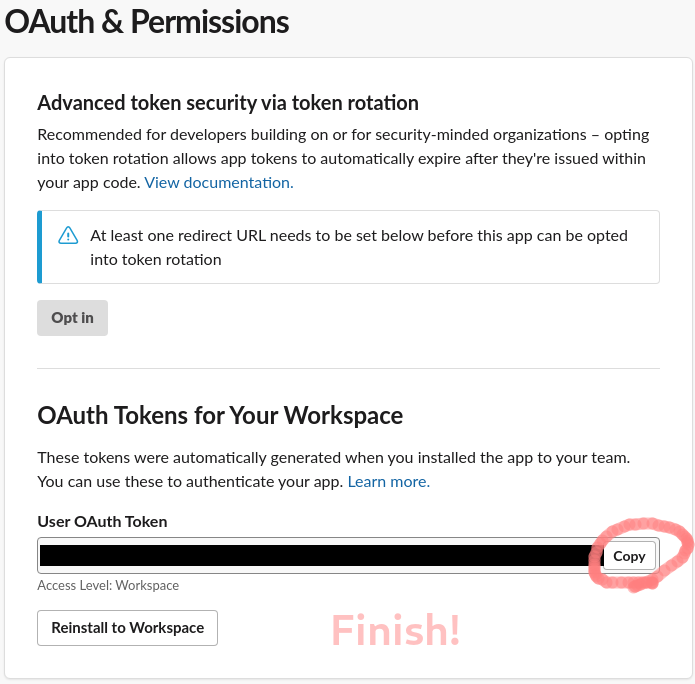 OAuth & Permissions
Advanced token security via token rotation
Recommended for developers building on or for security-minded organizations – opting
into token rotation allows app tokens to automatically expire after they're issued within
your app code. View documentation.
At least one redirect URL needs to be set below before this app can be opted
into token rotation
Opt in
OAuth Tokens for Your Workspace
These tokens were automatically generated when you installed the app to your team.
You can use these to authenticate your app. Learn more.
User OAuth Token
Copy
Access Level: Workspace
Reinstall to Workspace
Finish!